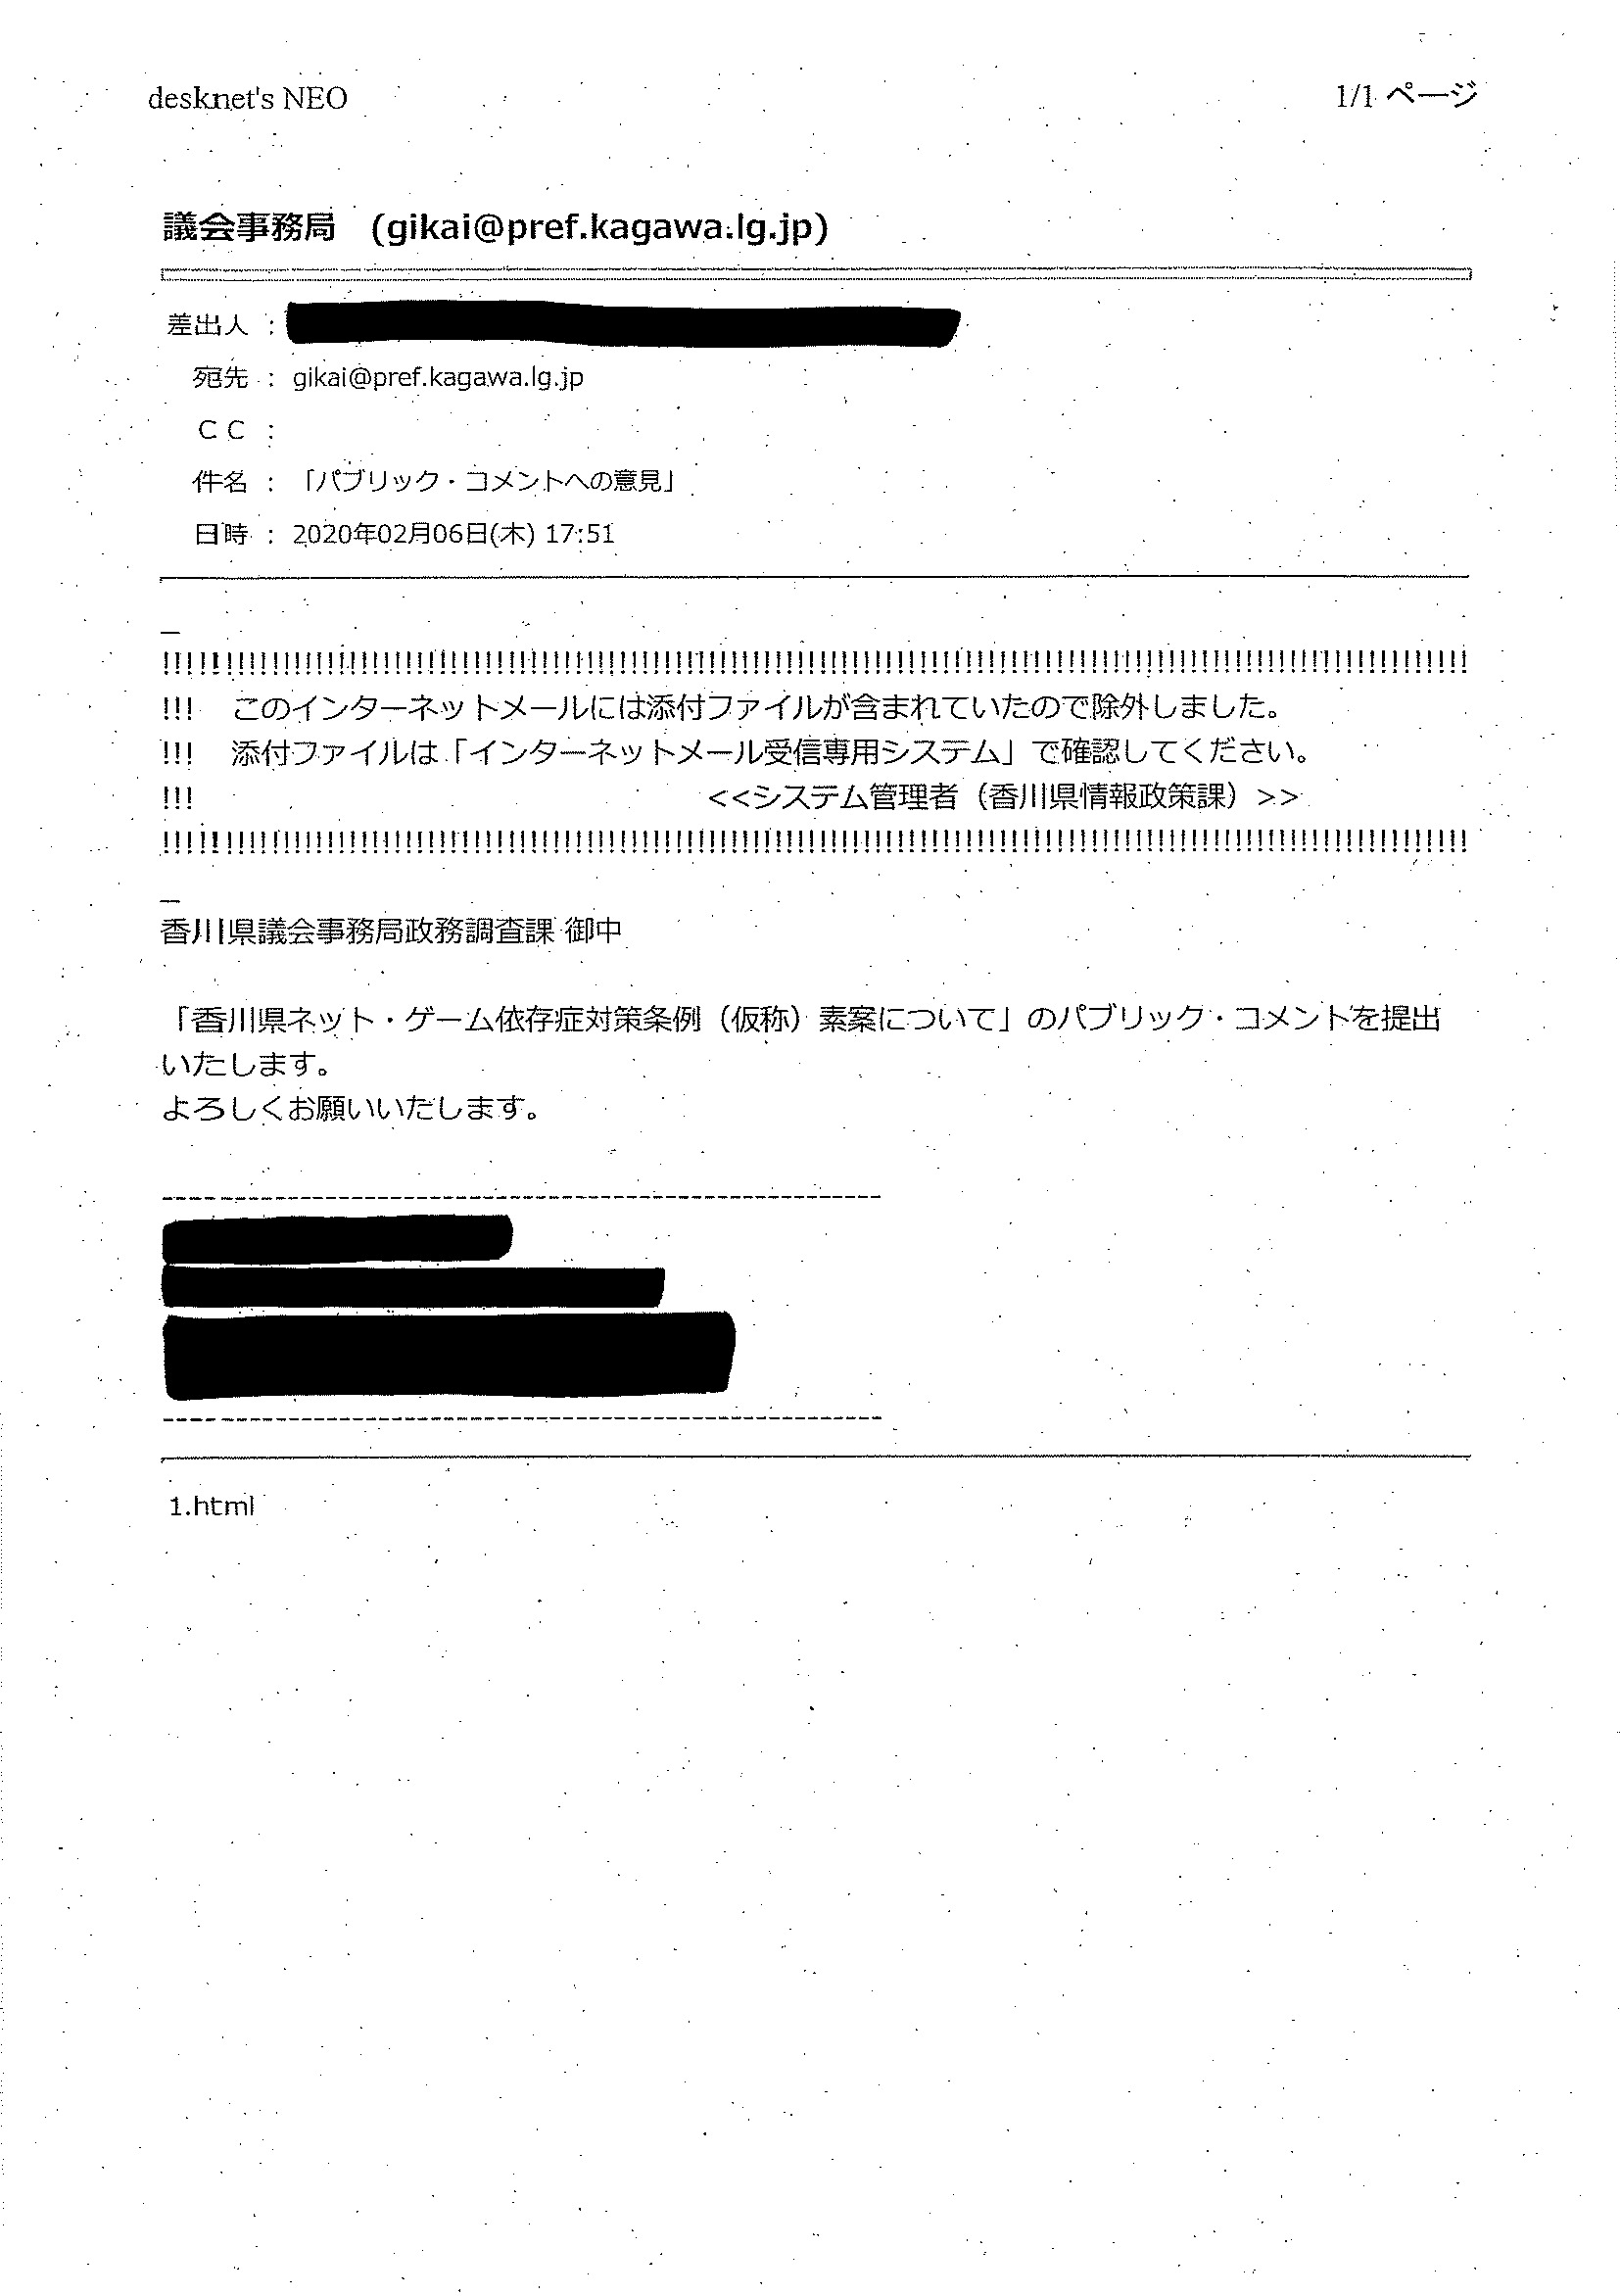 desknet's NEO
1/1 ページ
議会事務局　(gikai@pref.kagawa.lg.jp)
差出人 :
宛先 : gikai@pref.kagawa.lg.jp
ＣＣ :
件名 : 「パブリック・コメントへの意見」
日時 : 2020年02月06日(木) 17:51
!!!!!!!!!!!!!!!!!!!!!!!!!!!!!!!!!!!!!!!!!!!!!!!!!!!!!!!!!!!!!!!!!!!!!!!!!!!!!!!!!!!!!!!!!!!!!!!!!!!!!!!!!!!!!!!!!!!!
!!!　このインターネットメールには添付ファイルが含まれていたので除外しました。
!!!　添付ファイルは「インターネットメール受信専用システム」で確認してください。
!!!　<<システム管理者（香川県情報政策課）>>
!!!!!!!!!!!!!!!!!!!!!!!!!!!!!!!!!!!!!!!!!!!!!!!!!!!!!!!!!!!!!!!!!!!!!!!!!!!!!!!!!!!!!!!!!!!!!!!!!!!!!!!!!!!!!!!!!!!!
香川県議会事務局政務調査課 御中
「香川県ネット・ゲーム依存症対策条例（仮称）素案について」のパブリック・コメントを提出
いたします。
よろしくお願いいたします。
1.html